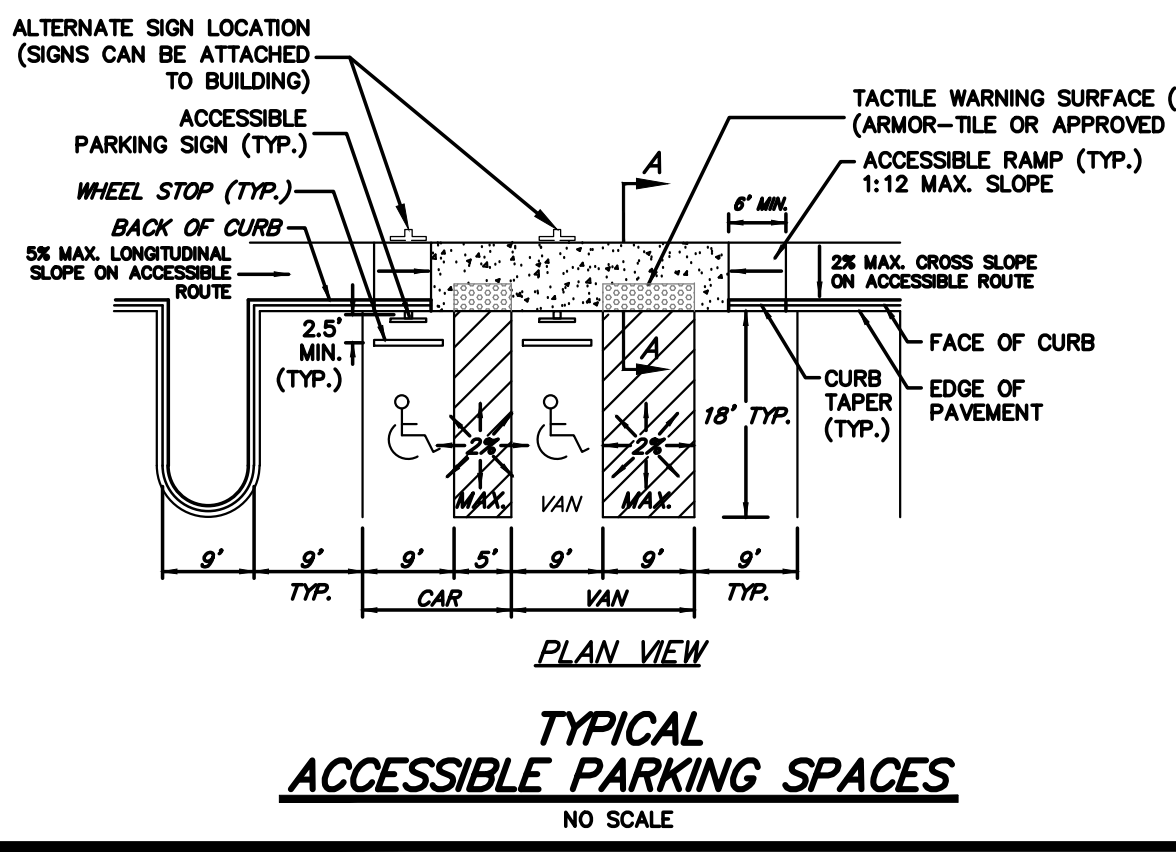 ALTERNATE SIGN LOCATION
(SIGNS CAN BE ATTACHED
TO BUILDING)
ACCESSIBLE
PARKING SIGN (TYP.)
WHEEL STOP (TYP.)
BACK OF CURB
5% MAX. LONGITUDINAL
SLOPE ON ACCESSIBLE
ROUTE
TACTILE WARNING SURFACE (
(ARMOR-TILE OR APPROVED
ACCESSIBLE RAMP (TYP.)
1:12 MAX. SLOPE
A
6' MIN.
2% MAX. CROSS SLOPE
ON ACCESSIBLE ROUTE
2.5'
MIN.
(TYP.)
A
FACE OF CURB
CURB
TAPER
(TYP.)
EDGE OF
PAVEMENT
18' TYP.
2%
MAX.
VAN
2%
MAX.
9'
9'
TYP.
9'
5'
9'
9'
9'
TYP.
CAR
VAN
PLAN VIEW
TYPICAL
ACCESSIBLE PARKING SPACES
NO SCALE